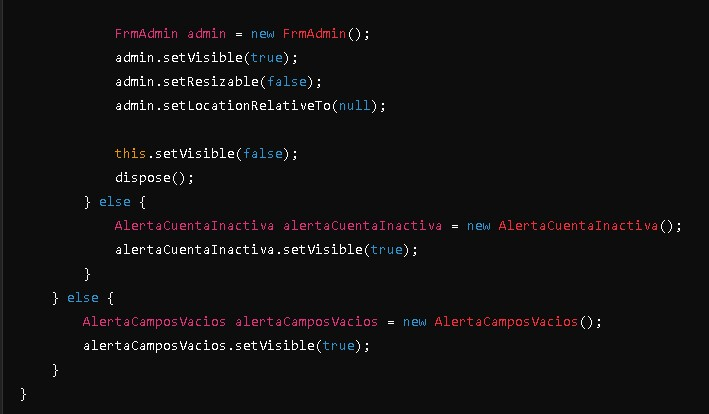 FrmAdmin admin = new FrmAdmin();
admin.setVisible(true);
admin.setResizable(false);
admin.setLocationRelativeTo(null);
this.setVisible(false);
dispose();
} else {
AlertaCuentaInactiva alertaCuentaInactiva = new AlertaCuentaInactiva();
alertaCuentaInactiva.setVisible(true);
}
} else {
AlertaCamposVacios alertaCamposVacios = new AlertaCamposVacios();
alertaCamposVacios.setVisible(true);
}
}